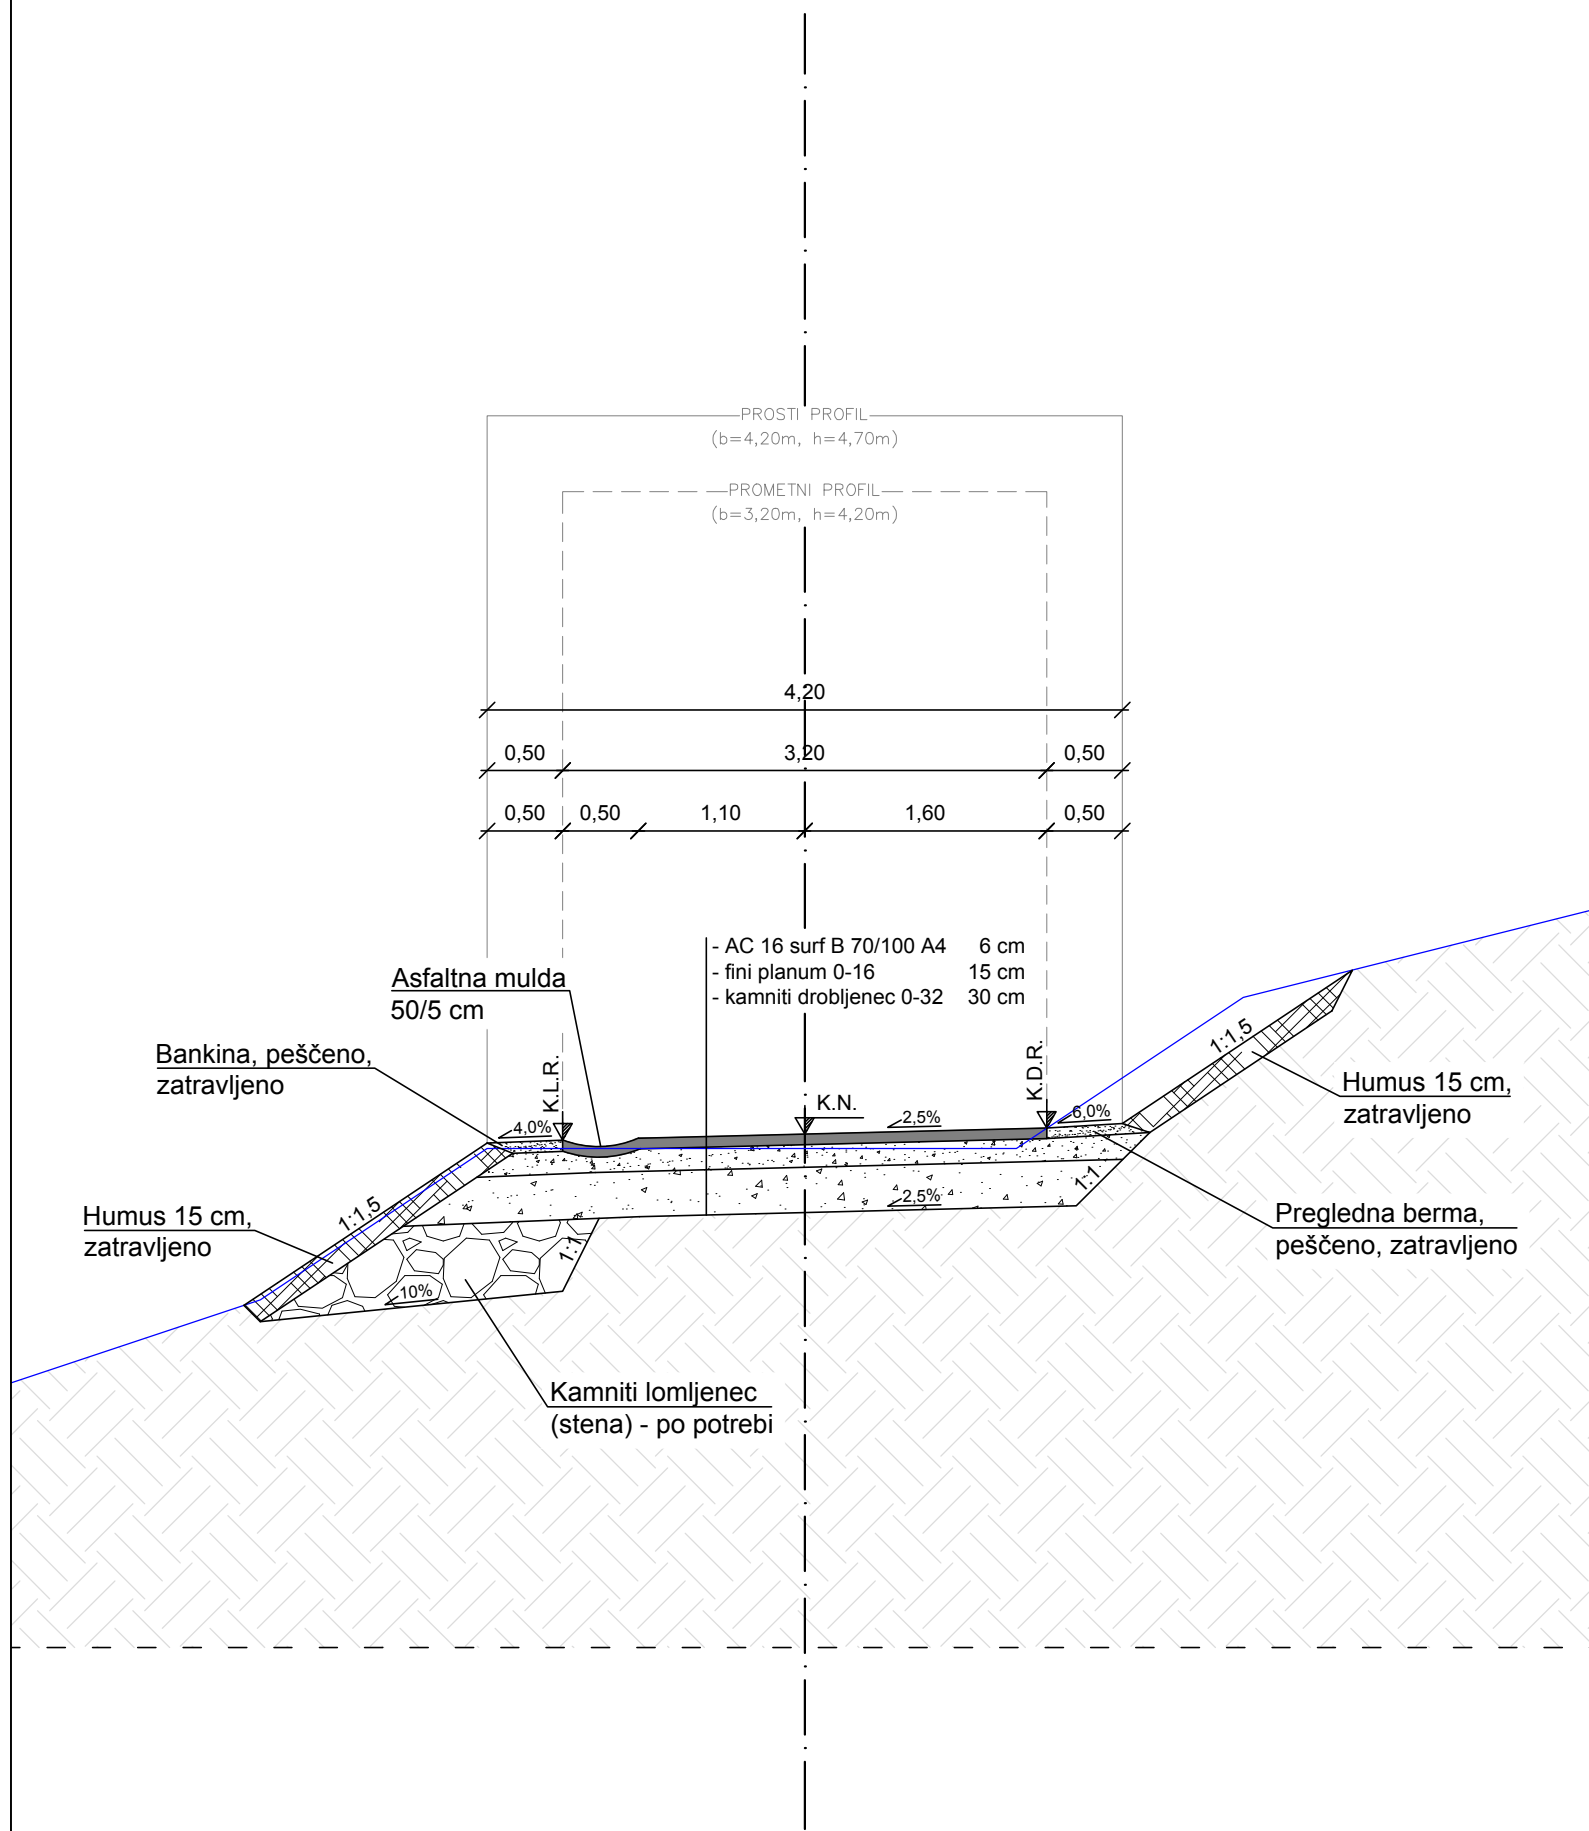 PROSTI PROFIL
(b=4,20m, h=4,70m)
PROMETNI PROFIL
(b=3,20m, h=4,20m)
4,20
0,50 3,20 0,50
0,50 0,50 1,10 1,60 0,50
- AC 16 surf B 70/100 A4 6 cm
- fini planum 0-16 15 cm
- kamniti drobljenec 0-32 30 cm
Asfaltna mulda
50/5 cm
Bankina, peščeno,
zatravljeno
K.L.R.
K.D.R.
K.N.
4,0%
2,5%
6,0%
1:1,5
Humus 15 cm,
zatravljeno
1:1,5
Humus 15 cm,
zatravljeno
2,5%
1:1
Pregledna berma,
peščeno, zatravljeno
1:1
10%
Kamniti lomljenec
(stena) - po potrebi